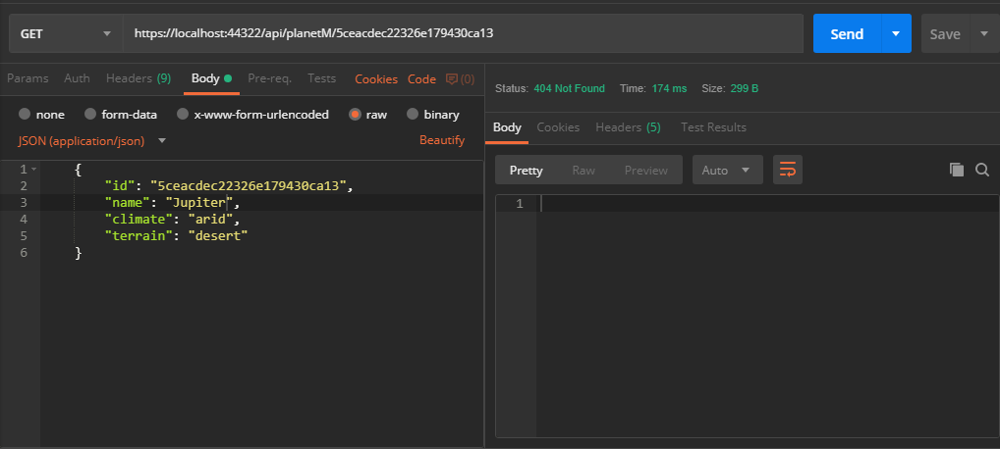 GET https://localhost:44322/api/planetM/5ceacdec22326e179430ca13 Send Save
Params Auth Headers (9) Body Pre-req. Tests Cookies Code (0)
none form-data x-www-form-urlencoded raw binary
JSON (application/json) Beautify
1 {
2 "id": "5ceacdec22326e179430ca13",
3 "name": "Jupiter",
4 "climate": "arid",
5 "terrain": "desert"
6 }
Status: 404 Not Found Time: 174 ms Size: 299 B
Body Cookies Headers (5) Test Results
Pretty Raw Preview Auto
1